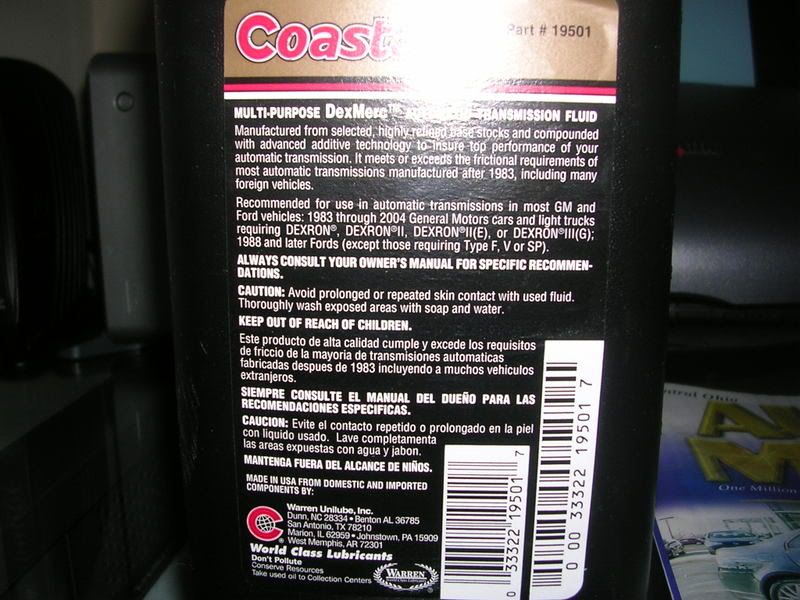 Coast
Part # 19501
MULTI-PURPOSE DexMerc™ TRANSMISSION FLUID
Manufactured from selected, highly refined base stocks and compounded
with advanced additive technology to insure top performance of your
automatic transmission. It meets or exceeds the frictional requirements of
most automatic transmissions manufactured after 1983, including many
foreign vehicles.
Recommended for use in automatic transmissions in most GM and
Ford vehicles: 1983 through 2004 General Motors cars and light trucks
requiring DEXRON®, DEXRON®II, DEXRON®II(E), or DEXRON®III(G);
1988 and later Fords (except those requiring Type F, V or SP).
ALWAYS CONSULT YOUR OWNER'S MANUAL FOR SPECIFIC RECOMMEN-
DATIONS.
CAUTION: Avoid prolonged or repeated skin contact with used fluid.
Thoroughly wash exposed areas with soap and water.
KEEP OUT OF REACH OF CHILDREN.
Este producto de alta calidad cumple y excede los requisitos
de friccio de la mayoria de transmisiones automaticas
fabricadas despues de 1983 incluyendo a muchos vehiculos
extranjeros.
SIEMPRE CONSULTE EL MANUAL DEL DUEÑO PARA LAS
RECOMENDACIONES ESPECIFICAS.
CAUCION: Evite el contacto repetido o prolongado en la piel
con liquido usado. Lave completamente
las areas expuestas con agua y jabon.
MANTENGA FUERA DEL ALCANCE DE NIÑOS.
MADE IN USA FROM DOMESTIC AND IMPORTED
COMPONENTS BY:
Warren Unilube, Inc.
Dunn, NC 28334 • Benton AL 36785
San Antonio, TX 78210
Marion, IL 62959 • Johnstown, PA 15909
West Memphis, AR 72301
World Class Lubricants
Don't Pollute
Conserve Resources
Take used oil to Collection Centers
WARREN
0 33322 19501 7
0 00 33322 19501 7
ntral Ohio
One Million